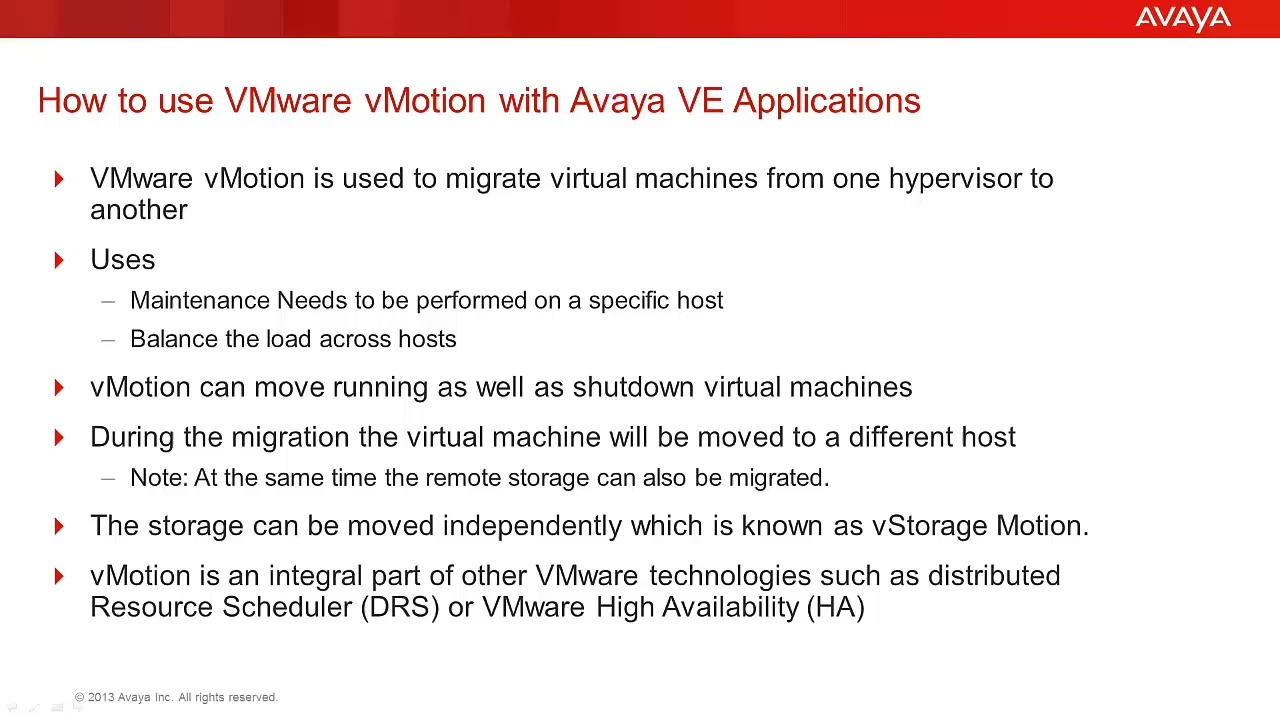 AVAYA
How to use VMware vMotion with Avaya VE Applications
VMware vMotion is used to migrate virtual machines from one hypervisor to
another
Uses
– Maintenance Needs to be performed on a specific host
– Balance the load across hosts
vMotion can move running as well as shutdown virtual machines
During the migration the virtual machine will be moved to a different host
– Note: At the same time the remote storage can also be migrated.
The storage can be moved independently which is known as vStorage Motion.
vMotion is an integral part of other VMware technologies such as distributed
Resource Scheduler (DRS) or VMware High Availability (HA)
© 2013 Avaya Inc. All rights reserved.